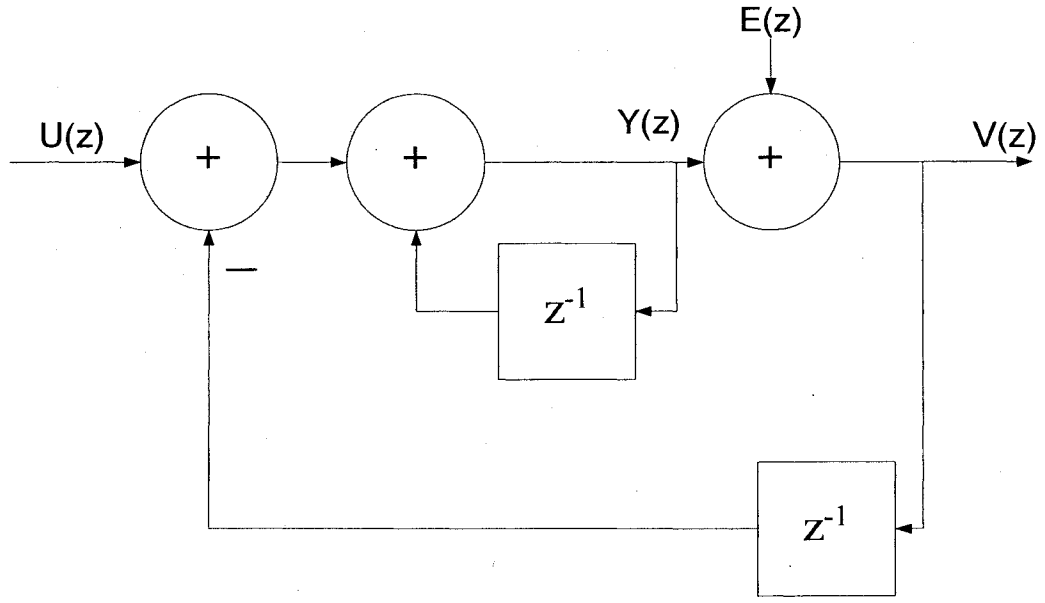 E(z)
U(z)
+
+
Y(z)
+
V(z)
—
z⁻¹
z⁻¹